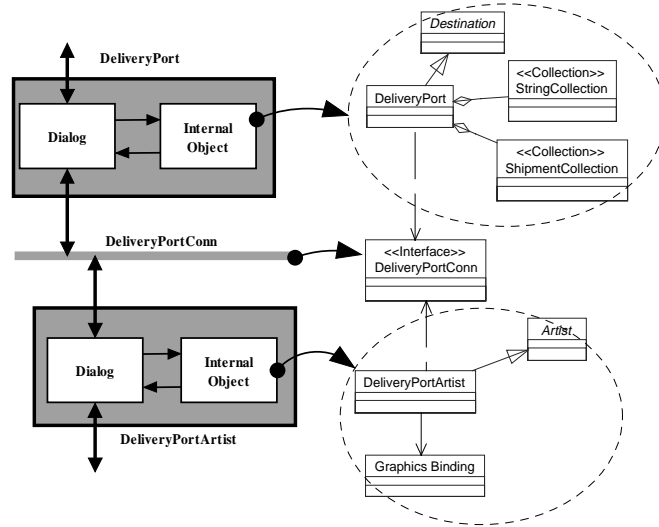 DeliveryPort
Dialog
Internal
Object
DeliveryPortConn
Dialog
Internal
Object
DeliveryPortArtist
Destination
DeliveryPort
<<Collection>>
StringCollection
<<Collection>>
ShipmentCollection
<<Interface>>
DeliveryPortConn
Artist
DeliveryPortArtist
Graphics Binding